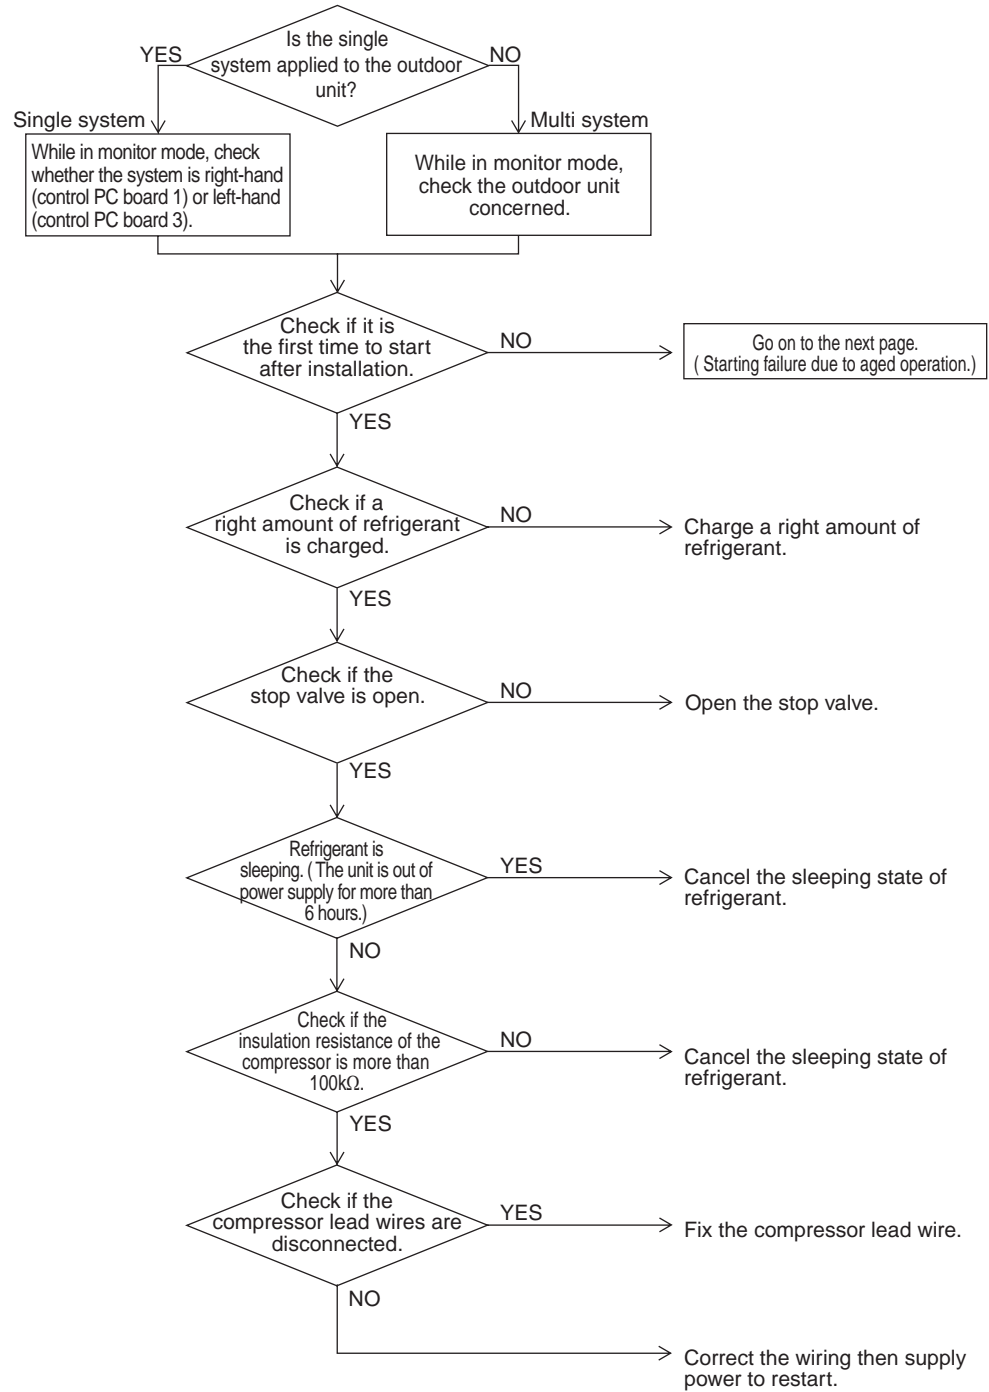 Is the single
system applied to the outdoor
unit?
YES
NO
Single system
Multi system
While in monitor mode, check
whether the system is right-hand
(control PC board 1) or left-hand
(control PC board 3).
While in monitor mode,
check the outdoor unit
concerned.
Check if it is
the first time to start
after installation.
NO
Go on to the next page.
( Starting failure due to aged operation.)
YES
Check if a
right amount of refrigerant
is charged.
NO
Charge a right amount of
refrigerant.
YES
Check if the
stop valve is open.
NO
Open the stop valve.
YES
Refrigerant is
sleeping. ( The unit is out of
power supply for more than
6 hours.)
YES
Cancel the sleeping state of
refrigerant.
NO
Check if the
insulation resistance of the
compressor is more than
100kΩ.
NO
Cancel the sleeping state of
refrigerant.
YES
Check if the
compressor lead wires are
disconnected.
YES
Fix the compressor lead wire.
NO
Correct the wiring then supply
power to restart.